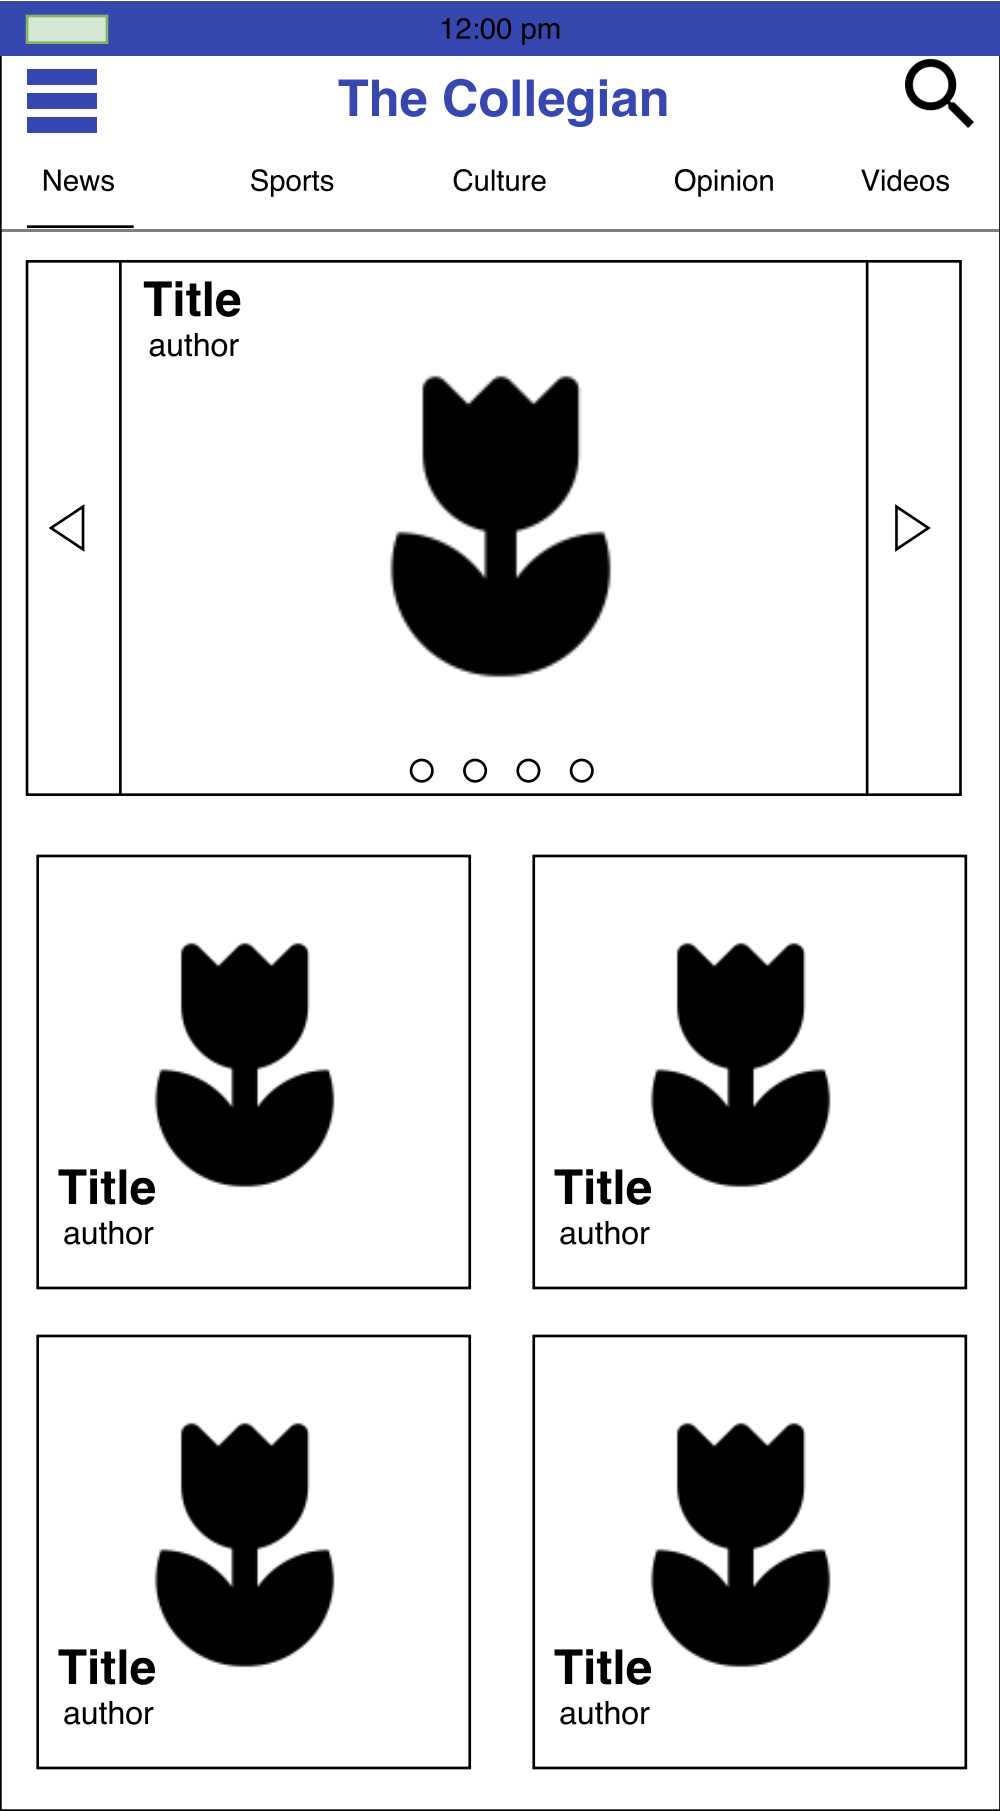 12:00 pm
The Collegian
News Sports Culture Opinion Videos
Title
author
Title
author
Title
author
Title
author
Title
author